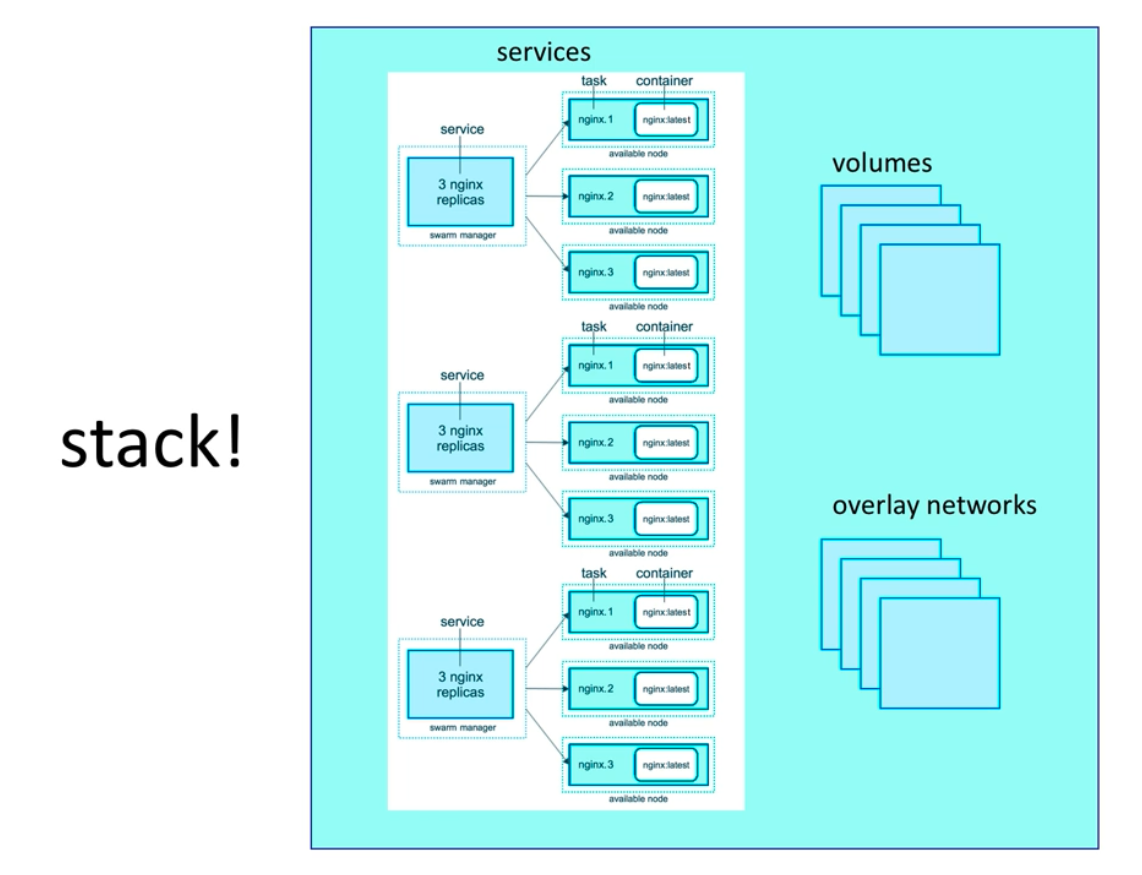 services
task container
nginx.1 nginx:latest
available node
service
3 nginx
replicas
swarm manager
nginx.2 nginx:latest
available node
nginx.3 nginx:latest
available node
task container
nginx.1 nginx:latest
available node
service
3 nginx
replicas
swarm manager
nginx.2 nginx:latest
available node
nginx.3 nginx:latest
available node
task container
nginx.1 nginx:latest
available node
service
3 nginx
replicas
swarm manager
nginx.2 nginx:latest
available node
nginx.3 nginx:latest
available node
volumes
overlay networks
stack!